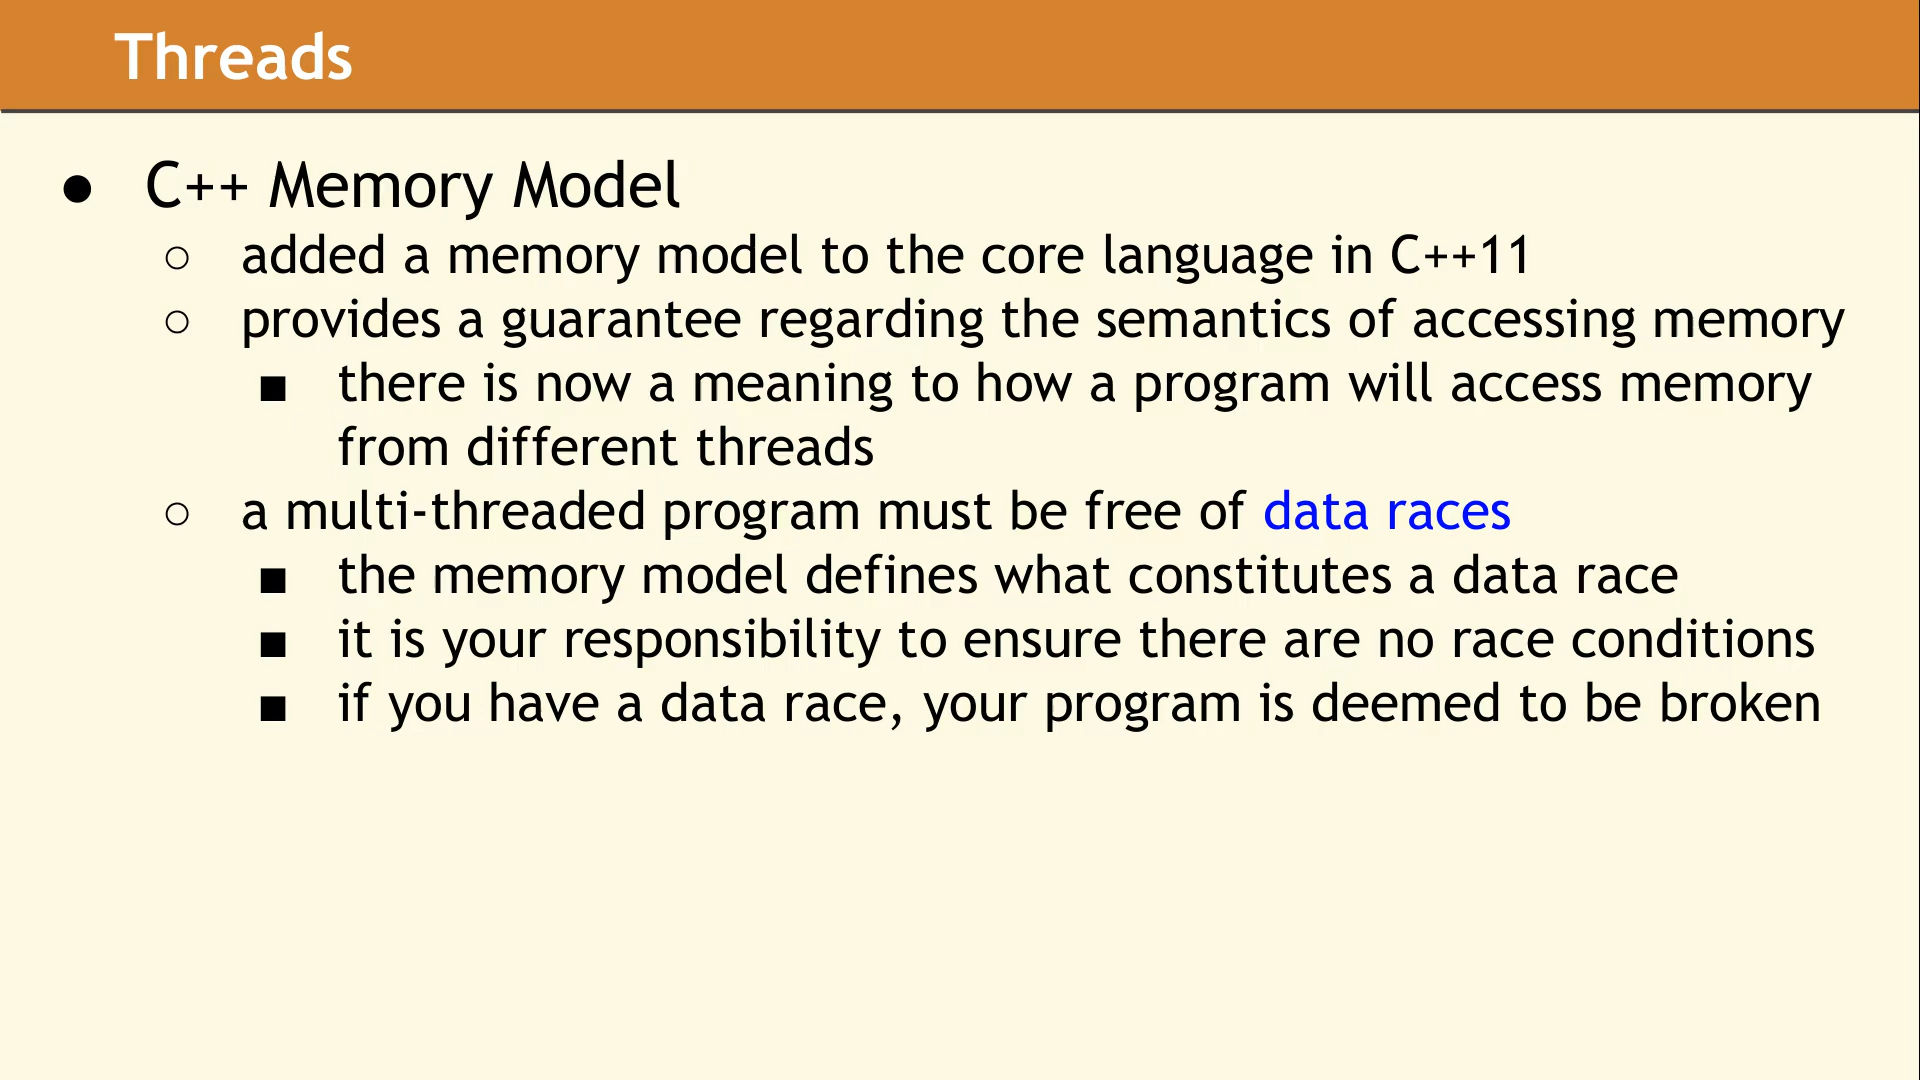 Threads
● C++ Memory Model
○ added a memory model to the core language in C++11
○ provides a guarantee regarding the semantics of accessing memory
■ there is now a meaning to how a program will access memory
from different threads
○ a multi-threaded program must be free of data races
■ the memory model defines what constitutes a data race
■ it is your responsibility to ensure there are no race conditions
■ if you have a data race, your program is deemed to be broken